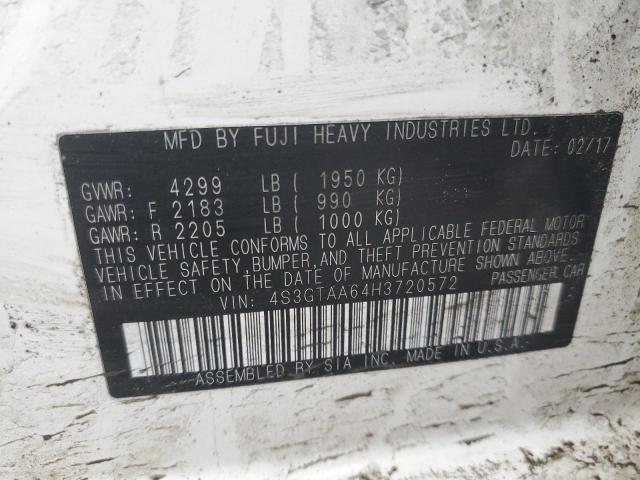 MFD BY FUJI HEAVY INDUSTRIES LTD.
DATE: 02/17
GVWR: 4299 LB ( 1950 KG)
GAWR: F 2183 LB ( 990 KG)
GAWR: R 2205 LB ( 1000 KG)
THIS VEHICLE CONFORMS TO ALL APPLICABLE FEDERAL MOTOR
VEHICLE SAFETY, BUMPER, AND THEFT PREVENTION STANDARDS
IN EFFECT ON THE DATE OF MANUFACTURE SHOWN ABOVE
VIN: 4S3GTAA64H3720572 PASSENGER CAR
ASSEMBLED BY SIA INC. MADE IN U.S.A.